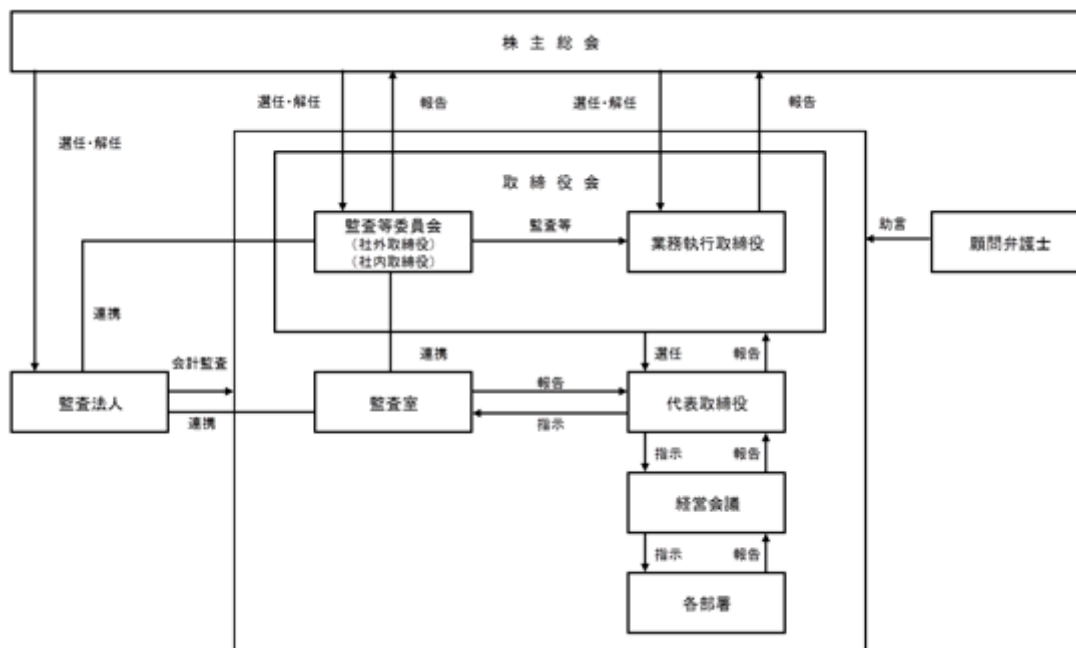 株主総会
選任・解任
報告
選任・解任
報告
選任・解任
取締役会
監査等委員会
(社外取締役)
(社内取締役)
監査等
業務執行取締役
助言
顧問弁護士
連携
会計監査
連携
選任
報告
監査法人
監査室
報告
代表取締役
連携
指示
指示
報告
経営会議
指示
報告
各部署